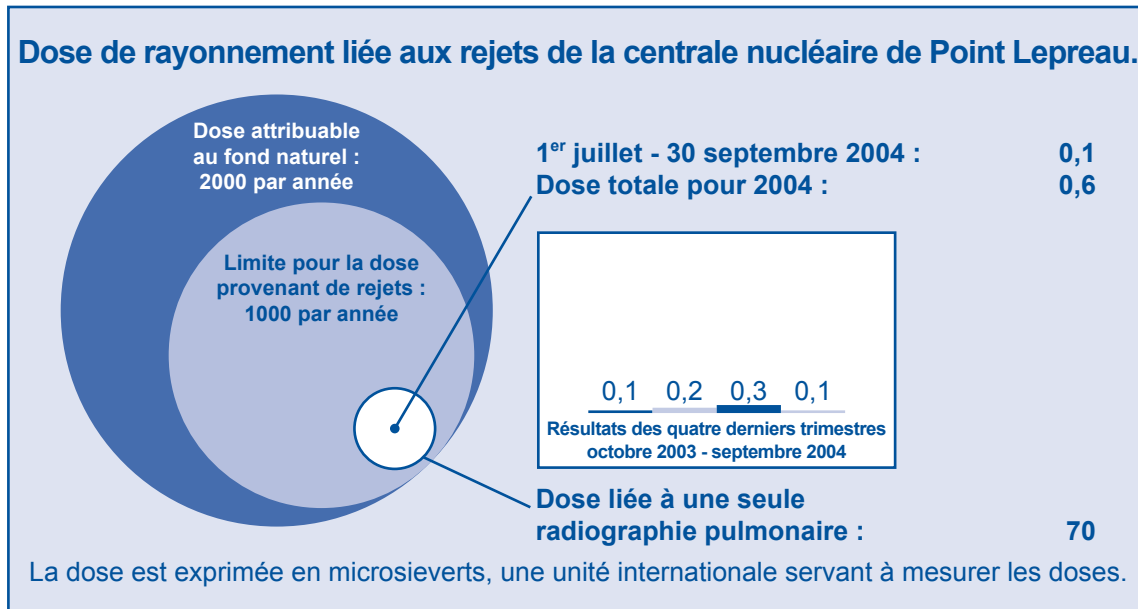 Dose de rayonnement liée aux rejets de la centrale nucléaire de Point Lepreau.
Dose attribuable
au fond naturel :
2000 par année
Limite pour la dose
provenant de rejets :
1000 par année
1er juillet - 30 septembre 2004 : 0,1
Dose totale pour 2004 : 0,6
0,1 0,2 0,3 0,1
Résultats des quatre derniers trimestres
octobre 2003 - septembre 2004
Dose liée à une seule
radiographie pulmonaire : 70
La dose est exprimée en microsieverts, une unité internationale servant à mesurer les doses.